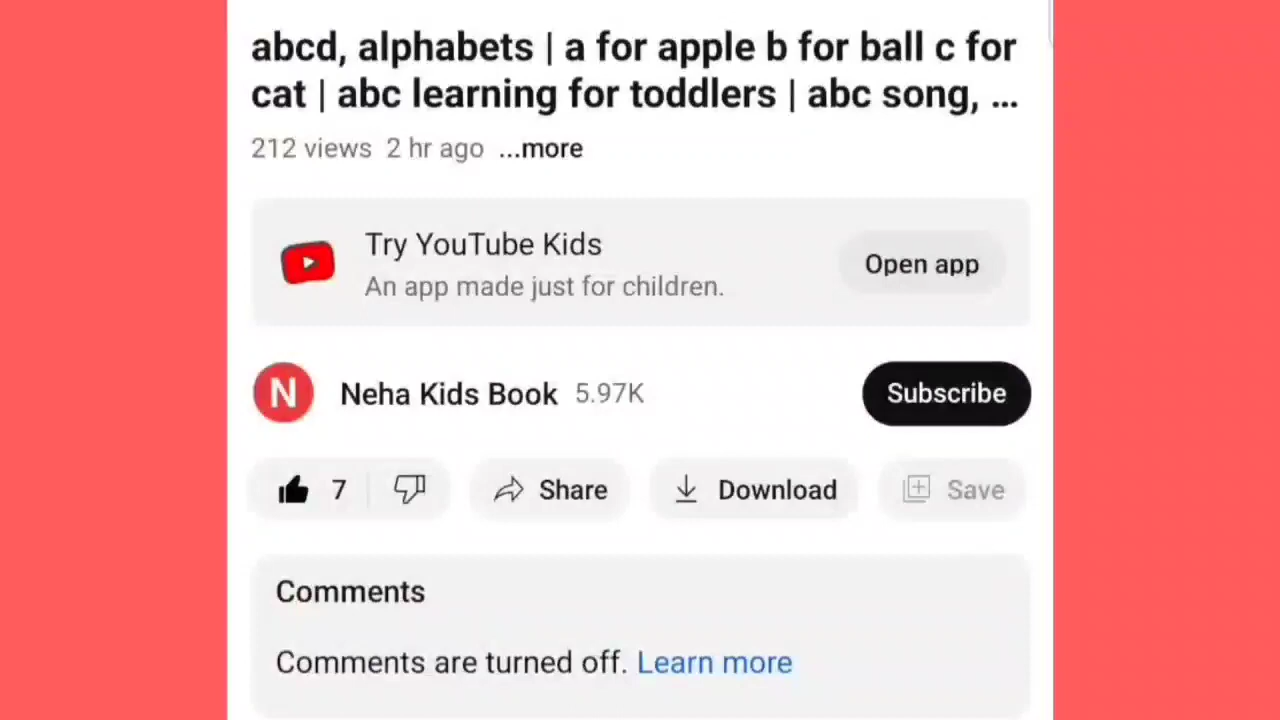 abcd, alphabets | a for apple b for ball c for
cat | abc learning for toddlers | abc song, ...
212 views 2 hr ago ...more
Try YouTube Kids
An app made just for children.
Open app
N Neha Kids Book 5.97K Subscribe
7 Share Download Save
Comments
Comments are turned off. Learn more